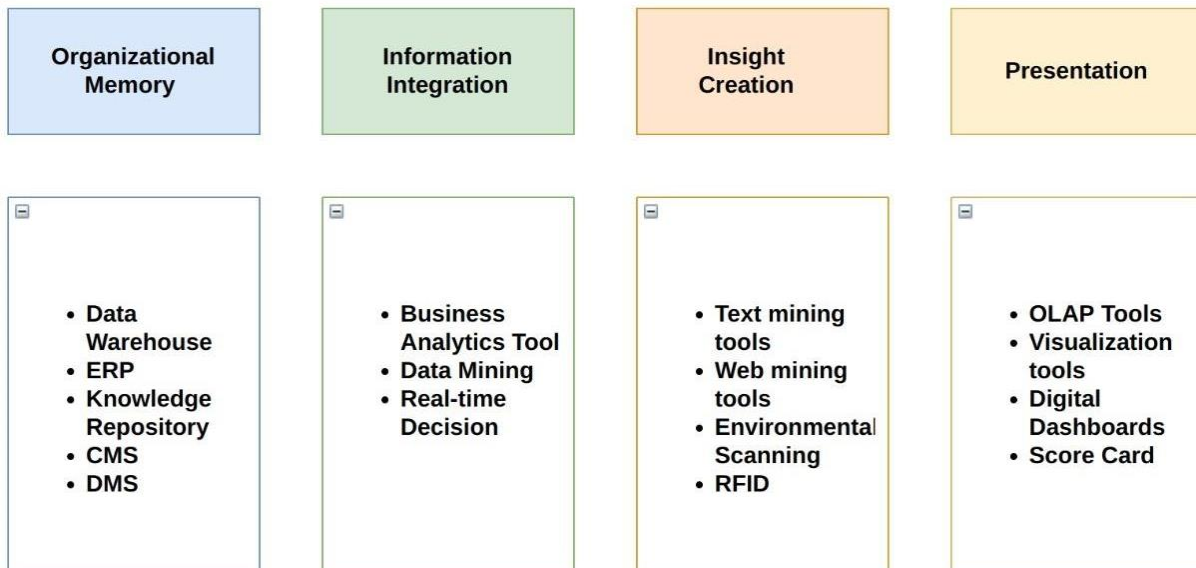 Organizational
Memory
Information
Integration
Insight
Creation
Presentation
• Data
Warehouse
• ERP
• Knowledge
Repository
• CMS
• DMS
• Business
Analytics Tool
• Data Mining
• Real-time
Decision
• Text mining
tools
• Web mining
tools
• Environmental
Scanning
• RFID
• OLAP Tools
• Visualization
tools
• Digital
Dashboards
• Score Card